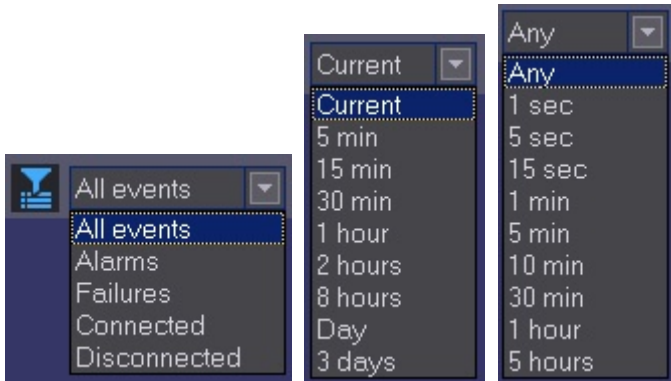 All events
All events
Alarms
Failures
Connected
Disconnected
Current
Current
5 min
15 min
30 min
1 hour
2 hours
8 hours
Day
3 days
Any
Any
1 sec
5 sec
15 sec
1 min
5 min
10 min
30 min
1 hour
5 hours